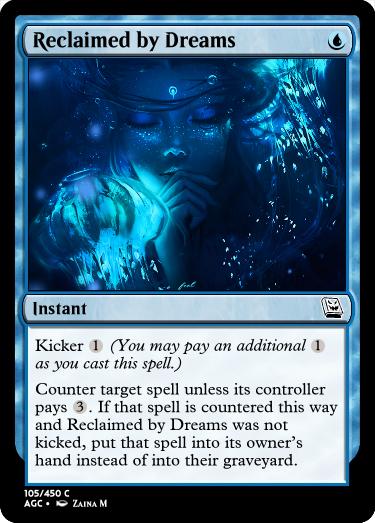 Reclaimed by Dreams
Instant
Kicker 1 (You may pay an additional 1
as you cast this spell.)
Counter target spell unless its controller
pays 3. If that spell is countered this way
and Reclaimed by Dreams was not
kicked, put that spell into its owner's
hand instead of into their graveyard.
105/450 C
AGC • Zaina M